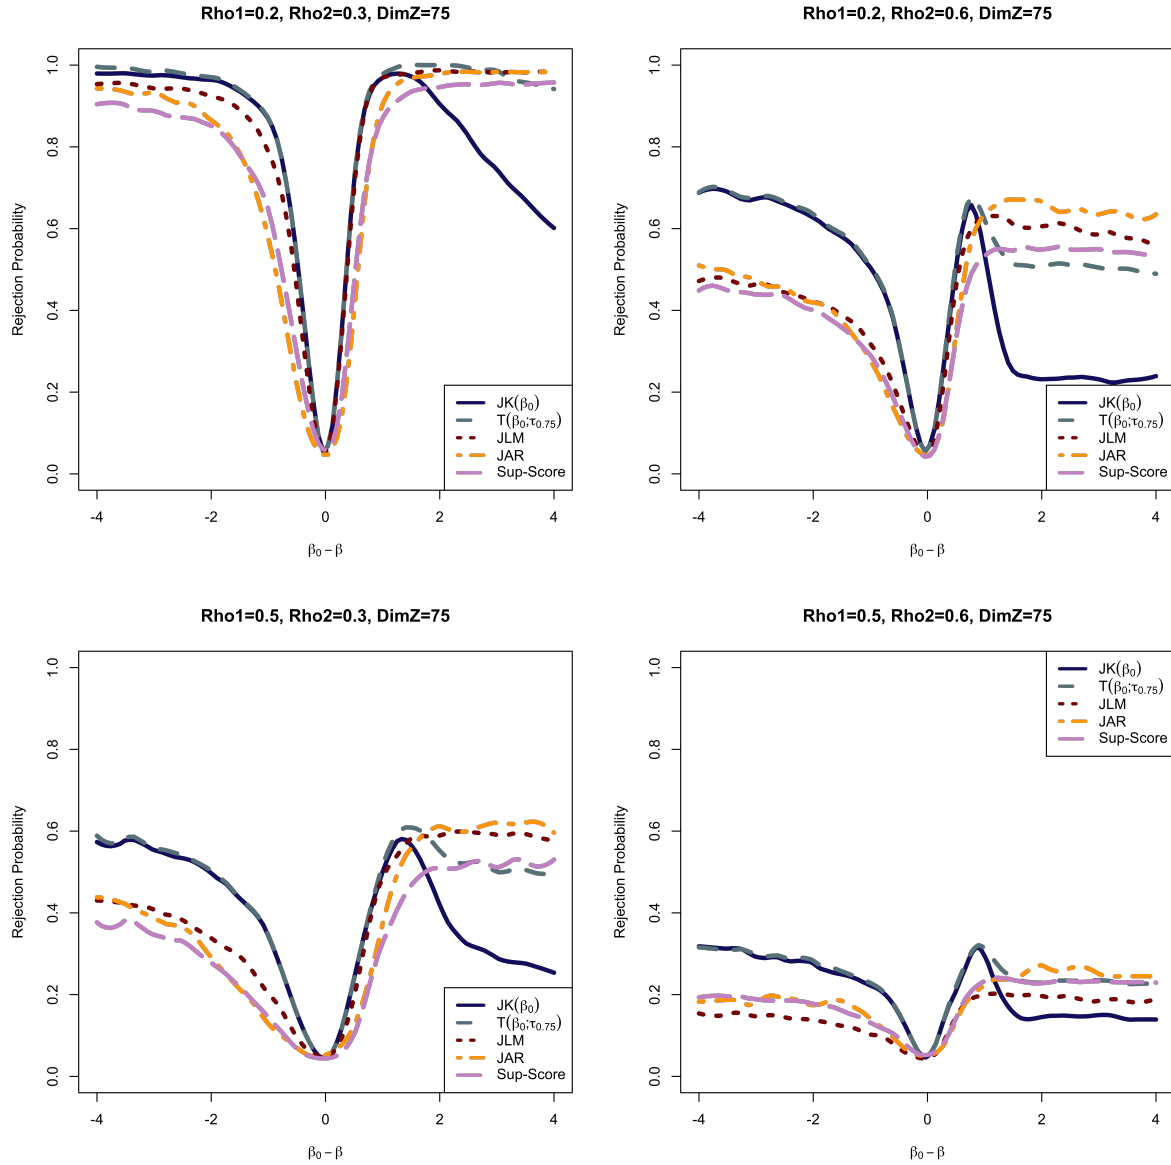 Rho1=0.2, Rho2=0.3, DimZ=75
Rejection Probability
0.0 0.2 0.4 0.6 0.8 1.0
JK(β₀)
T(β₀;τ₀.₇₅)
JLM
JAR
Sup-Score
-4 -2 0 2 4
β₀ − β
Rho1=0.2, Rho2=0.6, DimZ=75
Rejection Probability
0.0 0.2 0.4 0.6 0.8 1.0
JK(β₀)
T(β₀;τ₀.₇₅)
JLM
JAR
Sup-Score
-4 -2 0 2 4
β₀ − β
Rho1=0.5, Rho2=0.3, DimZ=75
Rejection Probability
0.0 0.2 0.4 0.6 0.8 1.0
JK(β₀)
T(β₀;τ₀.₇₅)
JLM
JAR
Sup-Score
-4 -2 0 2 4
β₀ − β
Rho1=0.5, Rho2=0.6, DimZ=75
Rejection Probability
0.0 0.2 0.4 0.6 0.8 1.0
JK(β₀)
T(β₀;τ₀.₇₅)
JLM
JAR
Sup-Score
-4 -2 0 2 4
β₀ − β